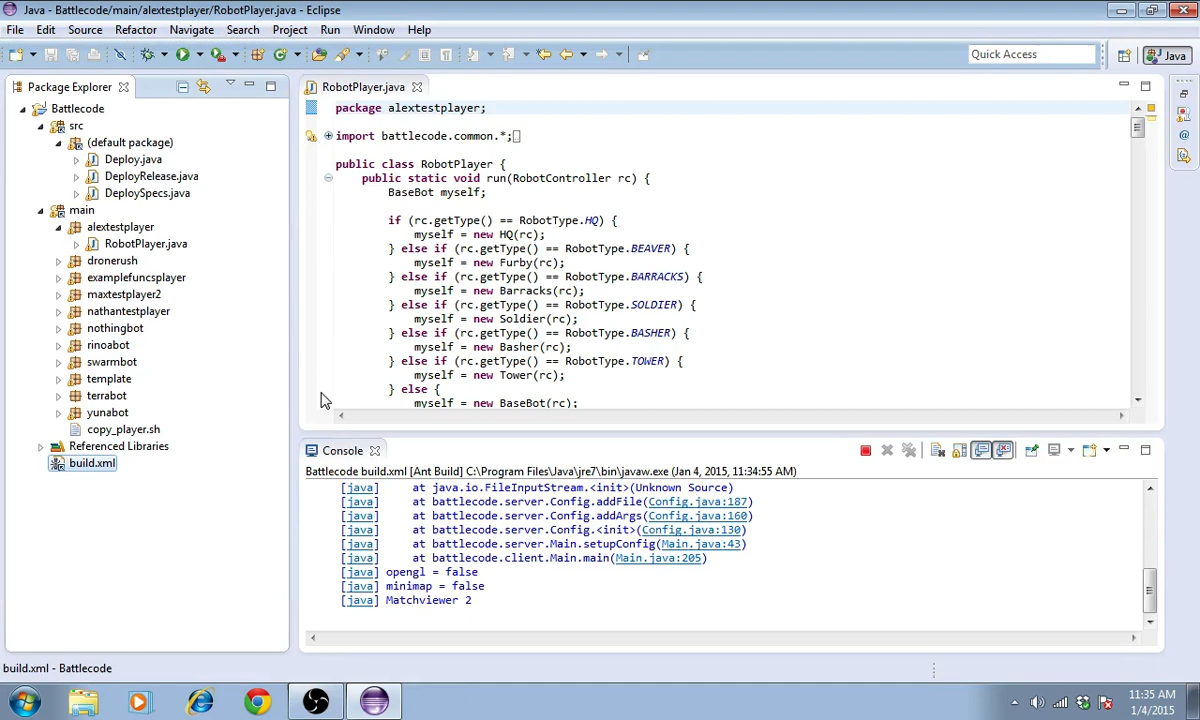 Java - Battlecode/main/alextestplayer/RobotPlayer.java - Eclipse
File Edit Source Refactor Navigate Search Project Run Window Help
Quick Access
Java
Package Explorer
Battlecode
src
(default package)
Deploy.java
DeployRelease.java
DeploySpecs.java
main
alextestplayer
RobotPlayer.java
dronerush
examplefuncsplayer
maxtestplayer2
nathantestplayer
nothingbot
rinoabot
swarmbot
template
terrabot
yunabot
copy_player.sh
Referenced Libraries
build.xml
RobotPlayer.java
package alextestplayer;
import battlecode.common.*;
public class RobotPlayer {
public static void run(RobotController rc) {
BaseBot myself;
if (rc.getType() == RobotType.HQ) {
myself = new HQ(rc);
} else if (rc.getType() == RobotType.BEAVER) {
myself = new Furby(rc);
} else if (rc.getType() == RobotType.BARRACKS) {
myself = new Barracks(rc);
} else if (rc.getType() == RobotType.SOLDIER) {
myself = new Soldier(rc);
} else if (rc.getType() == RobotType.BASHER) {
myself = new Basher(rc);
} else if (rc.getType() == RobotType.TOWER) {
myself = new Tower(rc);
} else {
myself = new BaseBot(rc);
Console
Battlecode build.xml [Ant Build] C:\Program Files\Java\jre7\bin\javaw.exe (Jan 4, 2015, 11:34:55 AM)
[java] at java.io.FileInputStream.<init>(Unknown Source)
[java] at battlecode.server.Config.addFile(Config.java:187)
[java] at battlecode.server.Config.addArgs(Config.java:160)
[java] at battlecode.server.Config.<init>(Config.java:130)
[java] at battlecode.server.Main.setupConfig(Main.java:43)
[java] at battlecode.client.Main.main(Main.java:205)
[java] opengl = false
[java] minimap = false
[java] Matchviewer 2
build.xml - Battlecode
11:35 AM
1/4/2015